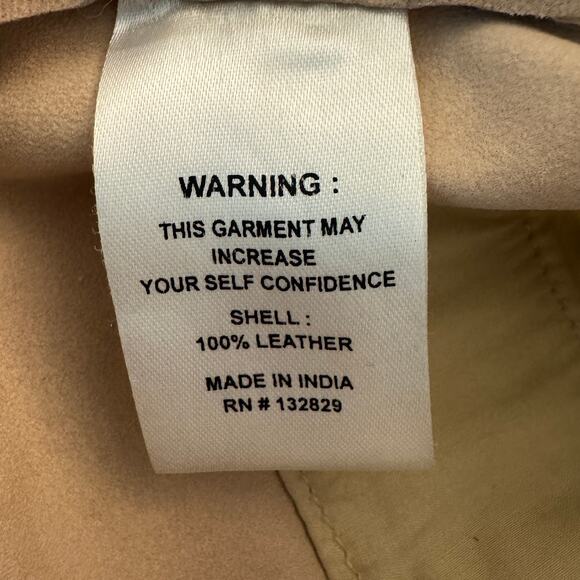 WARNING :
THIS GARMENT MAY
INCREASE
YOUR SELF CONFIDENCE
SHELL :
100% LEATHER
MADE IN INDIA
RN # 132829